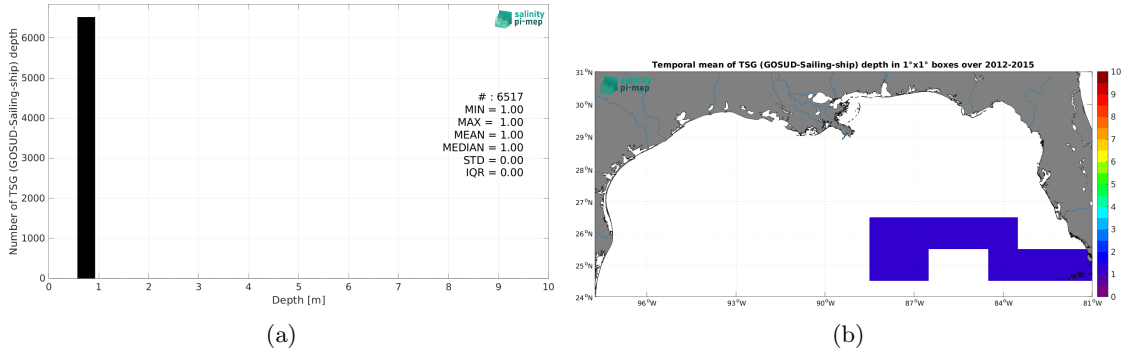 salinity
pi-mep
Number of TSG (GOSUD-Sailing-ship) depth
6000
5000
4000
3000
2000
1000
0
# : 6517
MIN = 1.00
MAX = 1.00
MEAN = 1.00
MEDIAN = 1.00
STD = 0.00
IQR = 0.00
0 1 2 3 4 5 6 7 8 9 10
Depth [m]
(a)
Temporal mean of TSG (GOSUD-Sailing-ship) depth in 1°x1° boxes over 2012-2015
salinity
pi-mep
31°N
30°N
29°N
28°N
27°N
26°N
25°N
24°N
96°W 93°W 90°W 87°W 84°W 81°W
10
9
8
7
6
5
4
3
2
1
0
(b)